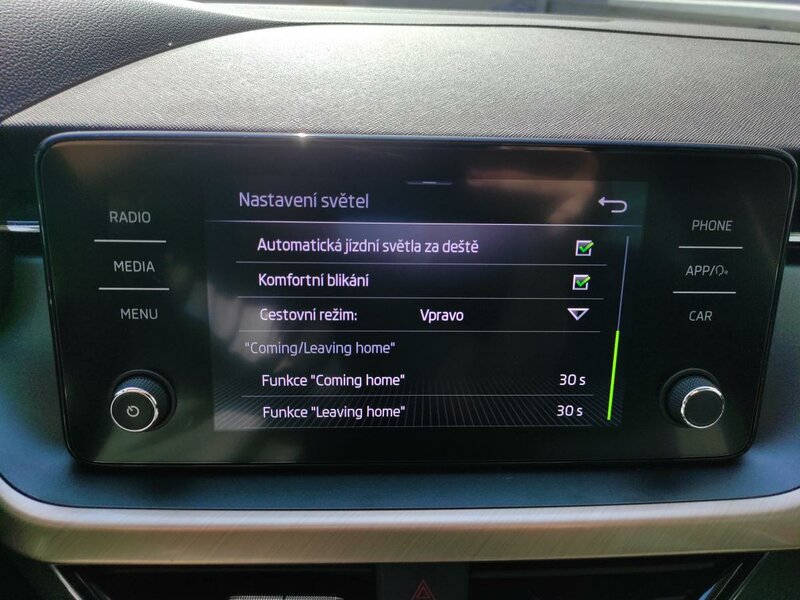 Nastavení světel
RADIO
MEDIA
MENU
Automatická jízdní světla za deště
Komfortní blikání
Cestovní režim: Vpravo
"Coming/Leaving home"
Funkce "Coming home" 30 s
Funkce "Leaving home" 30 s
PHONE
APP/
CAR